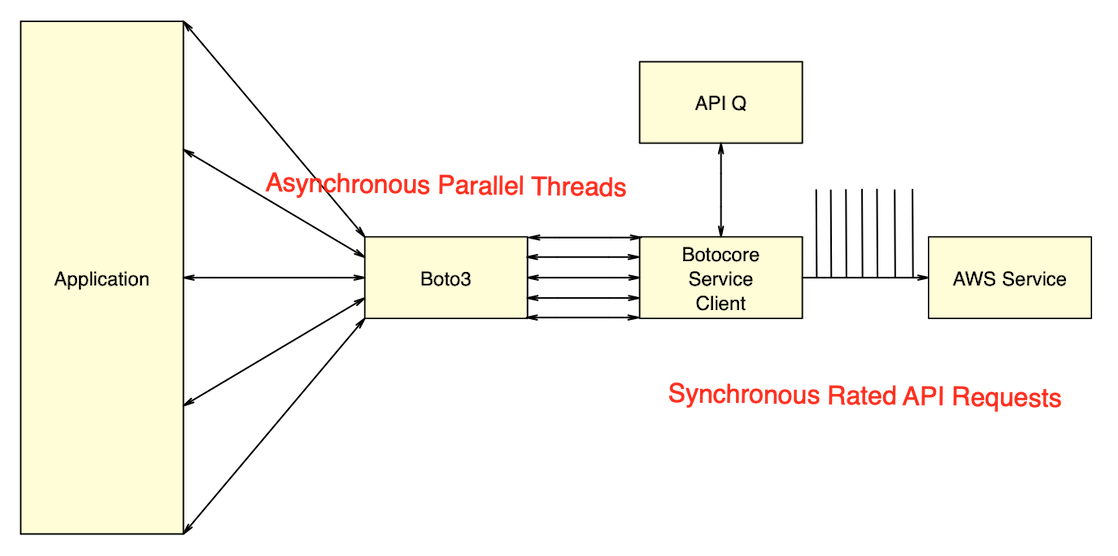 API Q
Asynchronous Parallel Threads
Application
Boto3
Botocore
Service
Client
AWS Service
Synchronous Rated API Requests